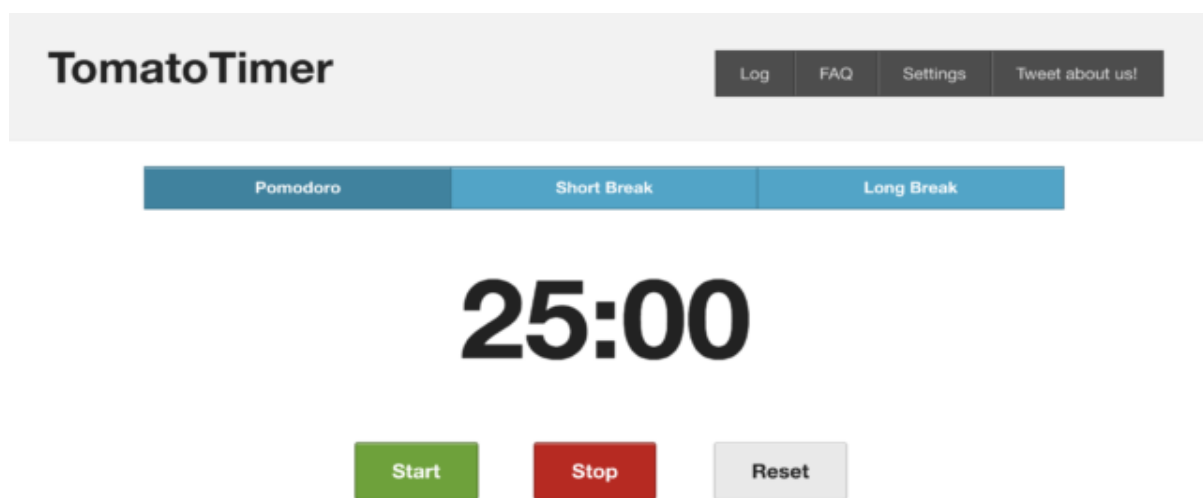 TomatoTimer
Log FAQ Settings Tweet about us!
Pomodoro Short Break Long Break
25:00
Start Stop Reset